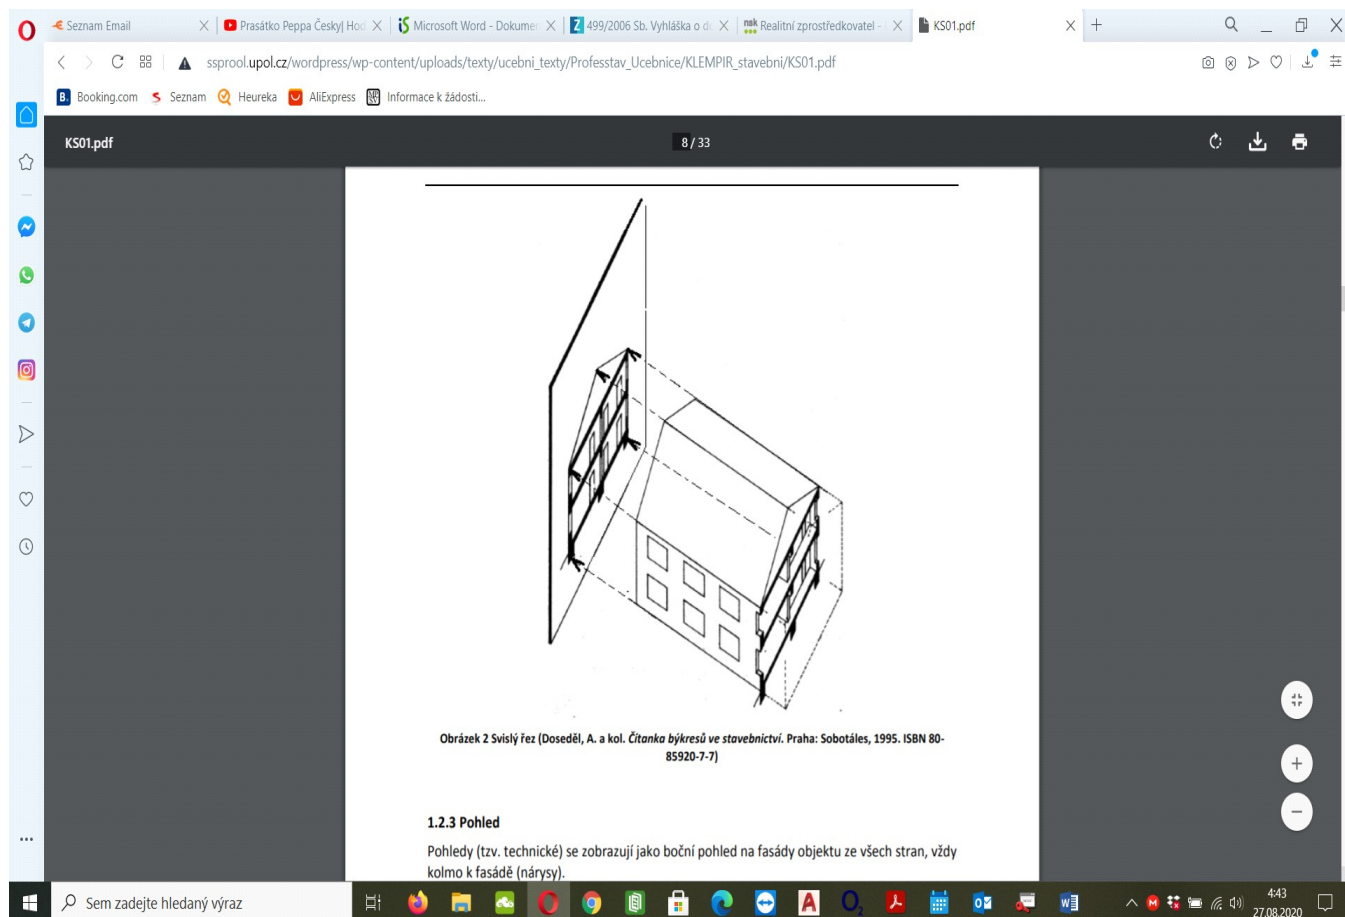 Seznam Email
Prasátko Peppa Česky| Hod
Microsoft Word - Dokumen
499/2006 Sb. Vyhláška o do
Realitní zprostředkovatel -
KS01.pdf
ssprool.upol.cz/wordpress/wp-content/uploads/texty/ucebni_texty/Professtav_Ucebnice/KLEMPIR_stavebni/KS01.pdf
Booking.com
Seznam
Heureka
AliExpress
Informace k žádosti...
KS01.pdf
8 / 33
Obrázek 2 Svislý řez (Doseděl, A. a kol. Čítanka býkresů ve stavebnictví. Praha: Sobotáles, 1995. ISBN 80-
85920-7-7)
1.2.3 Pohled
Pohledy (tzv. technické) se zobrazují jako boční pohled na fasády objektu ze všech stran, vždy
kolmo k fasádě (nárysy).
Sem zadejte hledaný výraz
4:43
27.08.2020